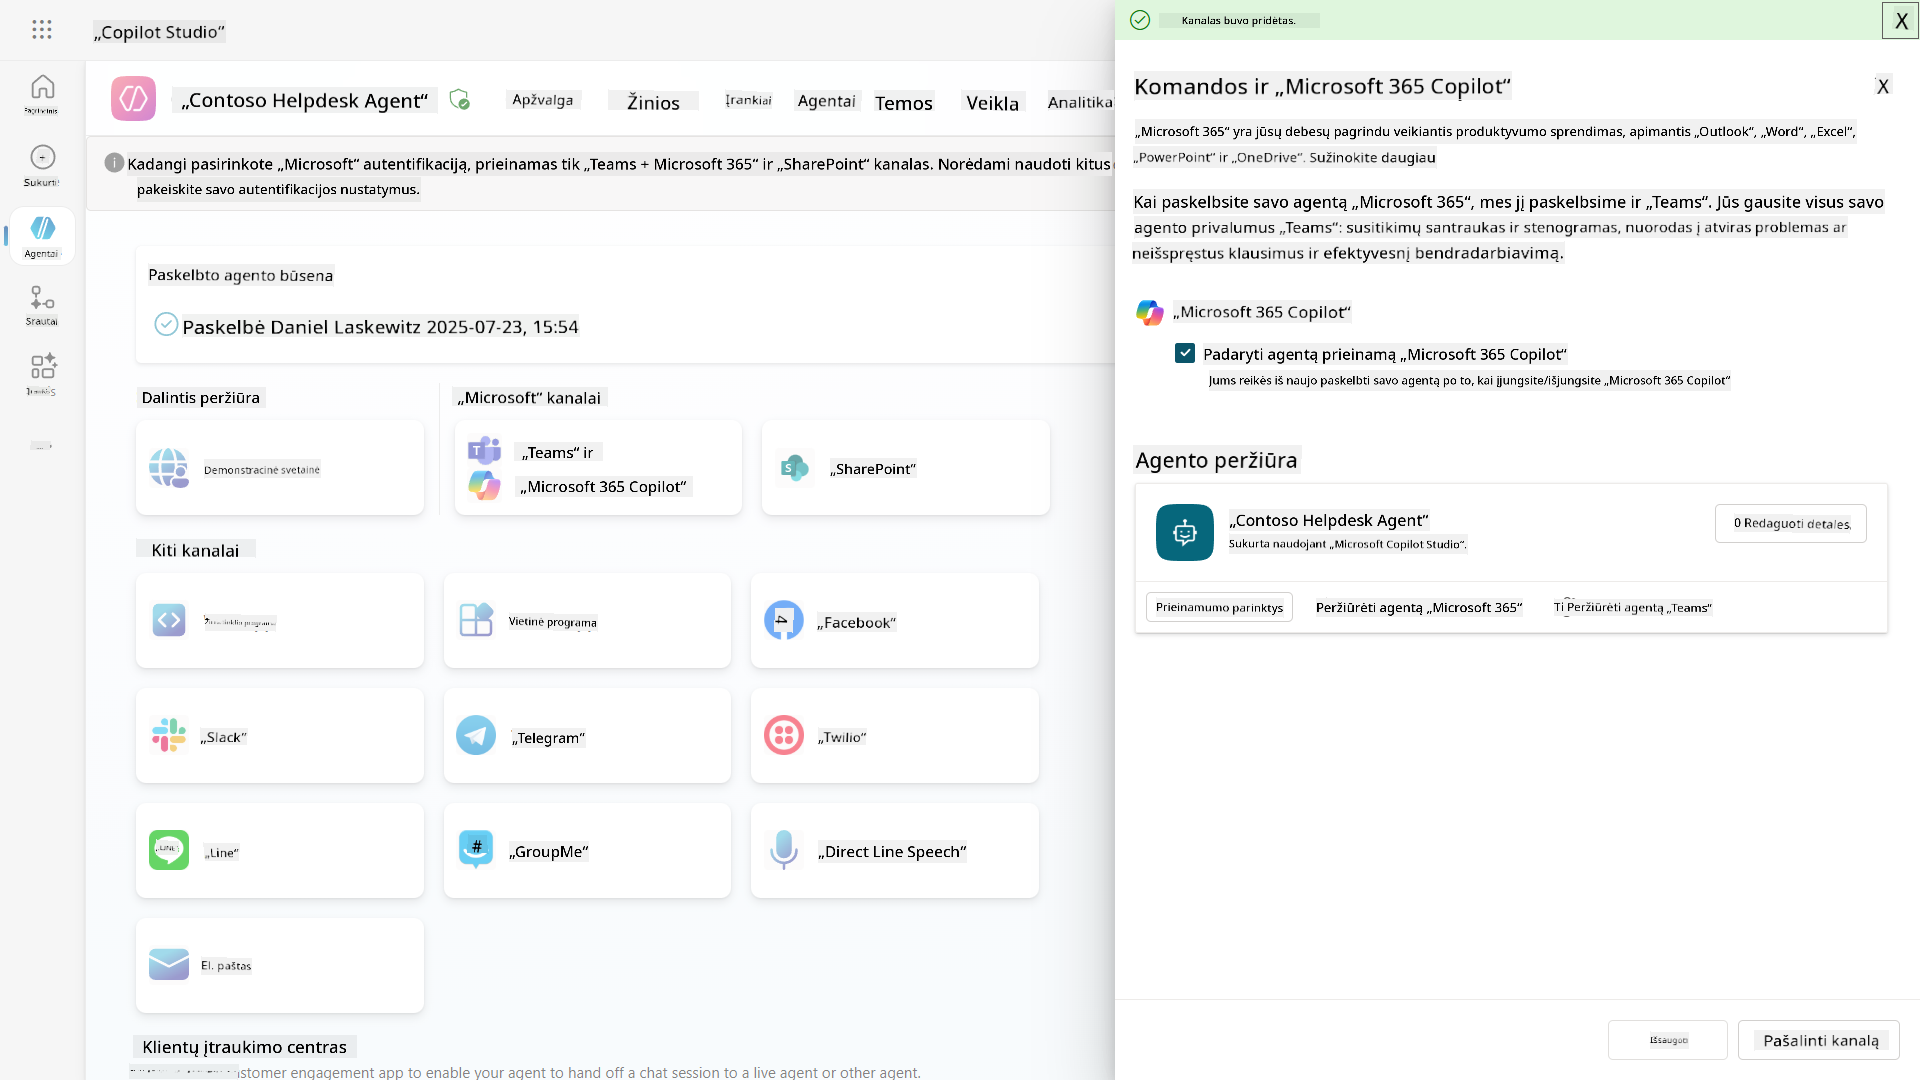 „Copilot Studio“
Sukurti
Agentai
Srautai
„Contoso Helpdesk Agent“
Apžvalga
Žinios
Įrankiai
Agentai
Temos
Veikla
Analitika
Kadangi pasirinkote „Microsoft“ autentifikaciją, prieinamas tik „Teams + Microsoft 365“ ir „SharePoint“ kanalas. Norėdami naudoti kitus
pakeiskite savo autentifikacijos nustatymus.
Paskelbto agento būsena
Paskelbė Daniel Laskewitz 2025-07-23, 15:54
Dalintis peržiūra
„Microsoft“ kanalai
Demonstracinė svetainė
„Teams“ ir
„Microsoft 365 Copilot“
„SharePoint“
Kiti kanalai
Vietinė programa
„Facebook“
„Slack“
„Telegram“
„Twilio“
„Line“
„GroupMe“
„Direct Line Speech“
El. paštas
Klientų įtraukimo centras
stomer engagement app to enable your agent to hand off a chat session to a live agent or other agent.
Kanalas buvo pridėtas.
X
Komandos ir „Microsoft 365 Copilot“
X
„Microsoft 365“ yra jūsų debesų pagrindu veikiantis produktyvumo sprendimas, apimantis „Outlook“, „Word“, „Excel“,
„PowerPoint“ ir „OneDrive“. Sužinokite daugiau
Kai paskelbsite savo agentą „Microsoft 365“, mes jį paskelbsime ir „Teams“. Jūs gausite visus savo
agento privalumus „Teams“: susitikimų santraukas ir stenogramas, nuorodas į atviras problemas ar
neišspręstus klausimus ir efektyvesnį bendradarbiavimą.
„Microsoft 365 Copilot“
Padaryti agentą prieinamą „Microsoft 365 Copilot“
Jums reikės iš naujo paskelbti savo agentą po to, kai įjungsite/išjungsite „Microsoft 365 Copilot“
Agento peržiūra
„Contoso Helpdesk Agent“
Sukurta naudojant „Microsoft Copilot Studio“.
0 Redaguoti detales.
Prieinamumo parinktys
Peržiūrėti agentą „Microsoft 365“
Ti Peržiūrėti agentą „Teams“
Išsaugoti
Pašalinti kanalą